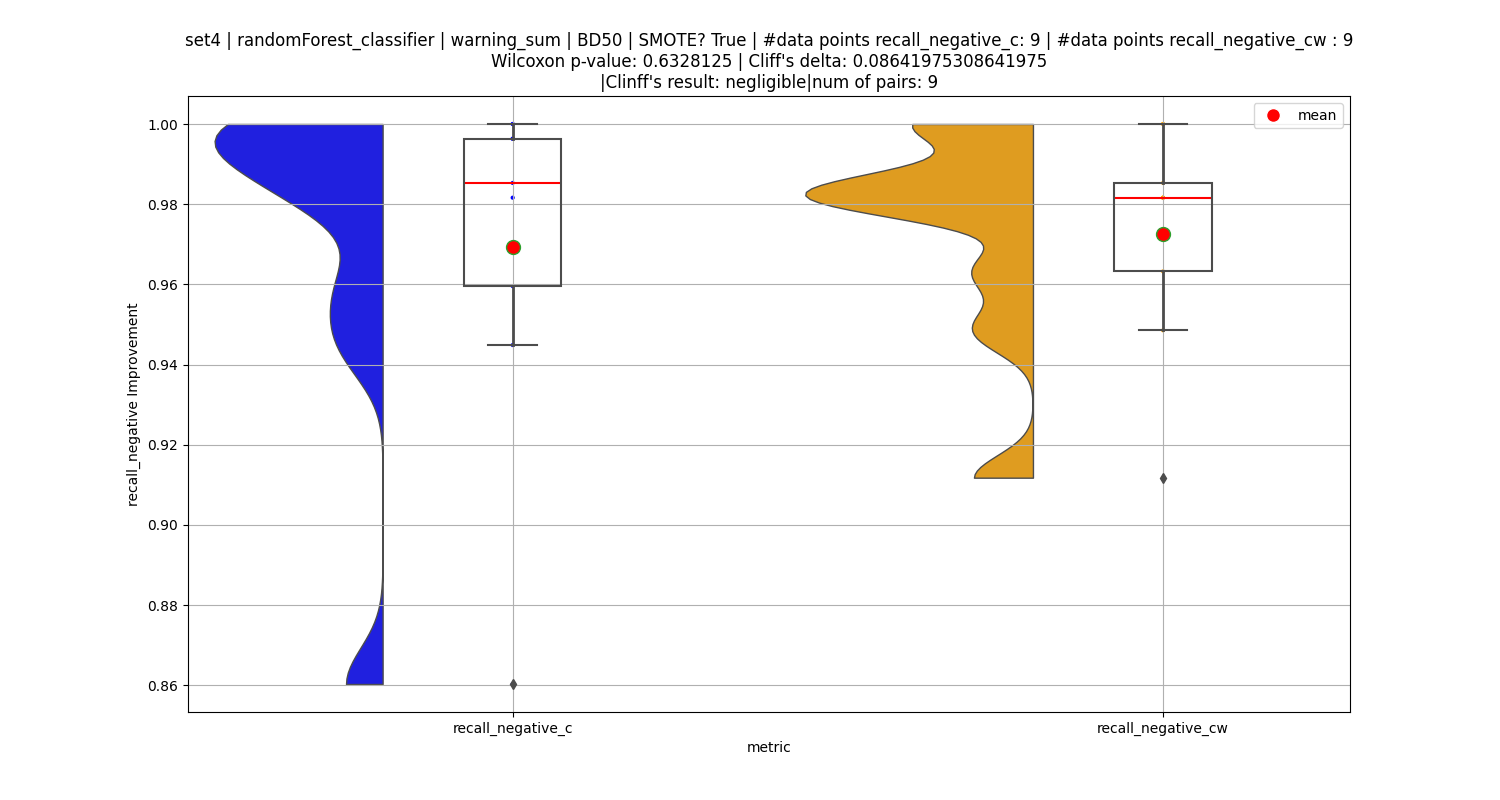 set4 | randomForest_classifier | warning_sum | BD50 | SMOTE? True | #data points recall_negative_c: 9 | #data points recall_negative_cw : 9
Wilcoxon p-value: 0.6328125 | Cliff's delta: 0.08641975308641975
|Clinff's result: negligible|num of pairs: 9
mean
1.00
0.98
0.96
0.94
0.92
0.90
0.88
0.86
recall_negative Improvement
recall_negative_c
recall_negative_cw
metric